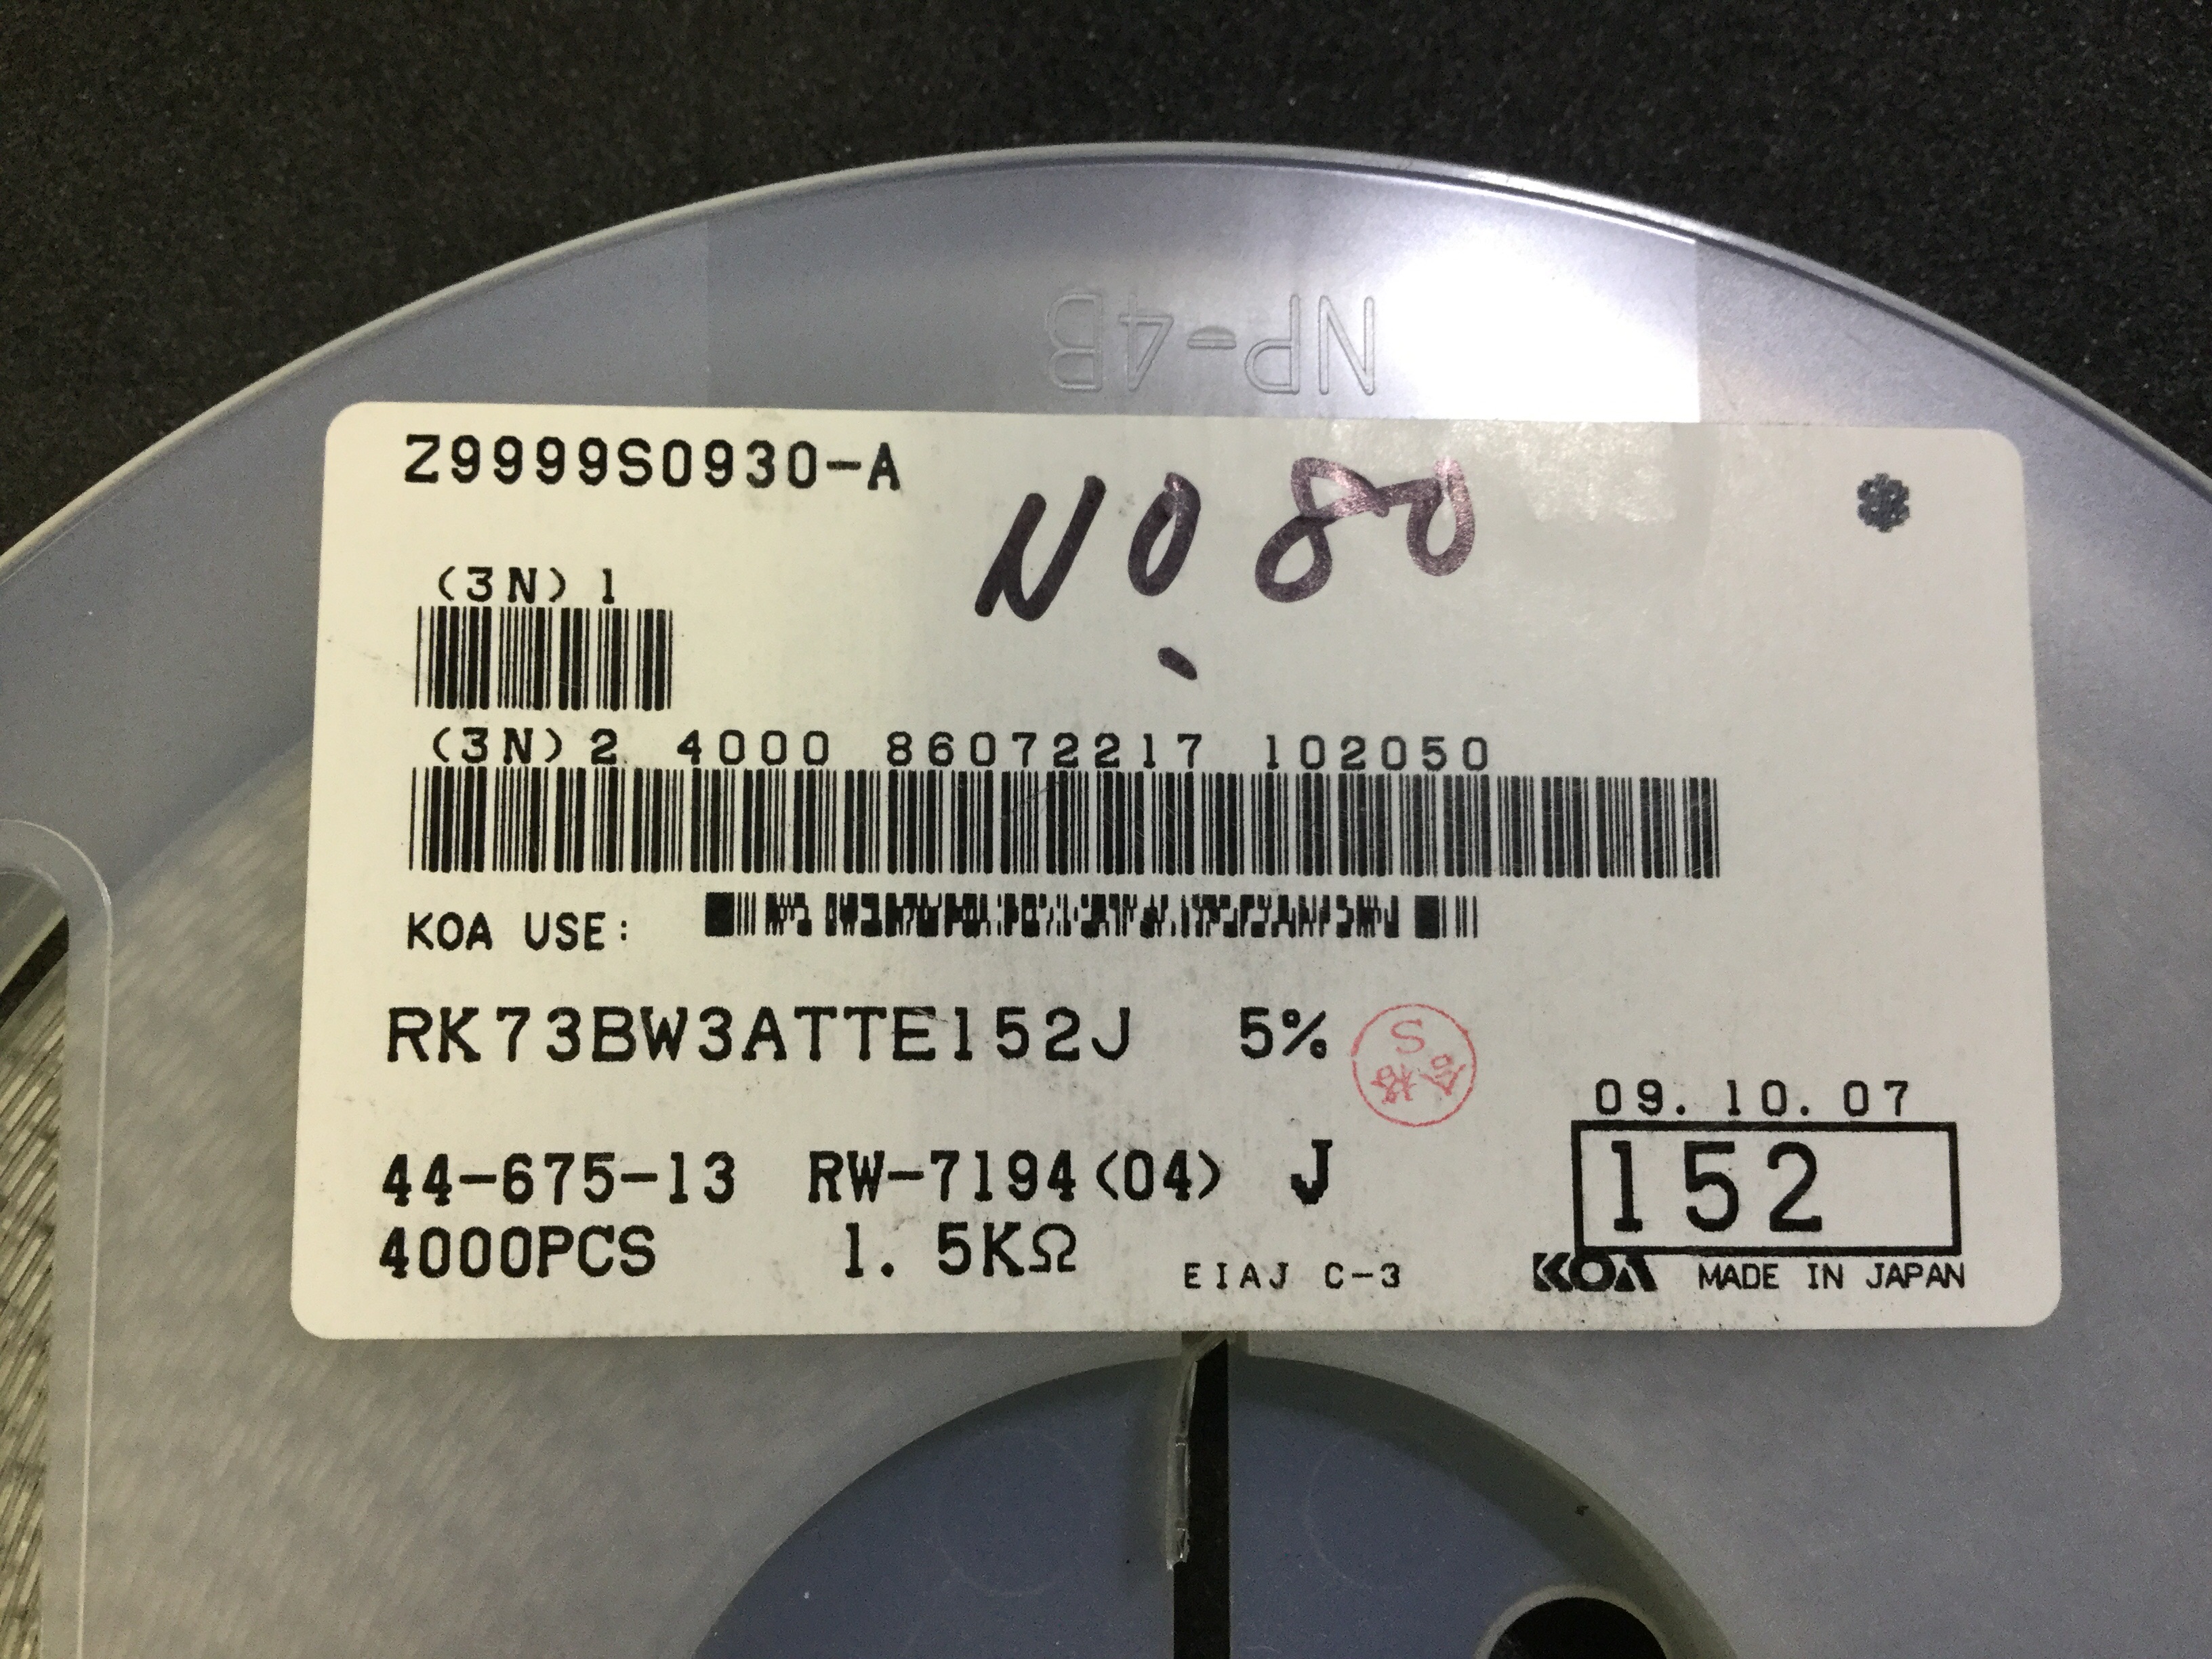 NP-4B
Z9999S0930-A
NO. 80
(3N) 1
(3N) 2 4000 86072217 102050
KOA USE:
RK73BW3ATTE152J 5%
S
09. 10. 07
44-675-13 RW-7194(04) J
152
4000PCS 1. 5KΩ EIAJ C-3
KOA MADE IN JAPAN